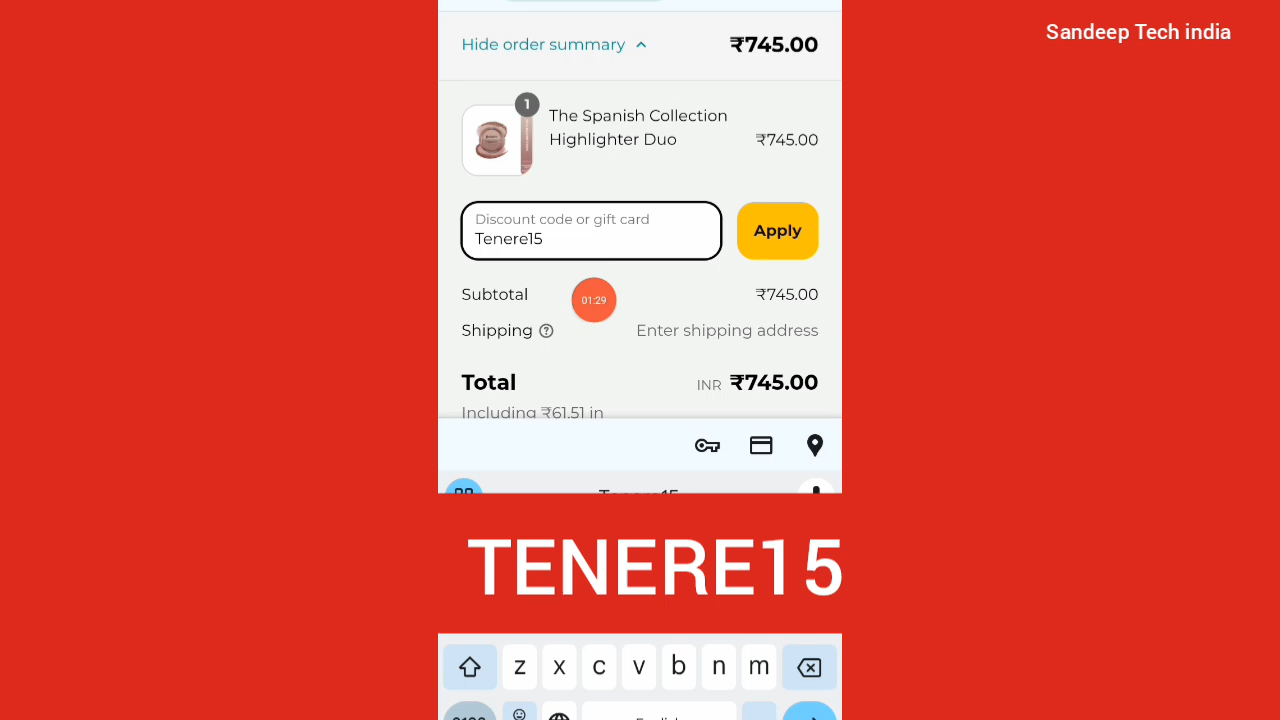 Sandeep Tech india
Hide order summary
₹745.00
1
The Spanish Collection
Highlighter Duo
₹745.00
Discount code or gift card
Tenere15
Apply
Subtotal
₹745.00
01:29
Shipping
Enter shipping address
Total
INR ₹745.00
Including ₹61.51 in
Tenere15
TENERE15
z x c v b n m